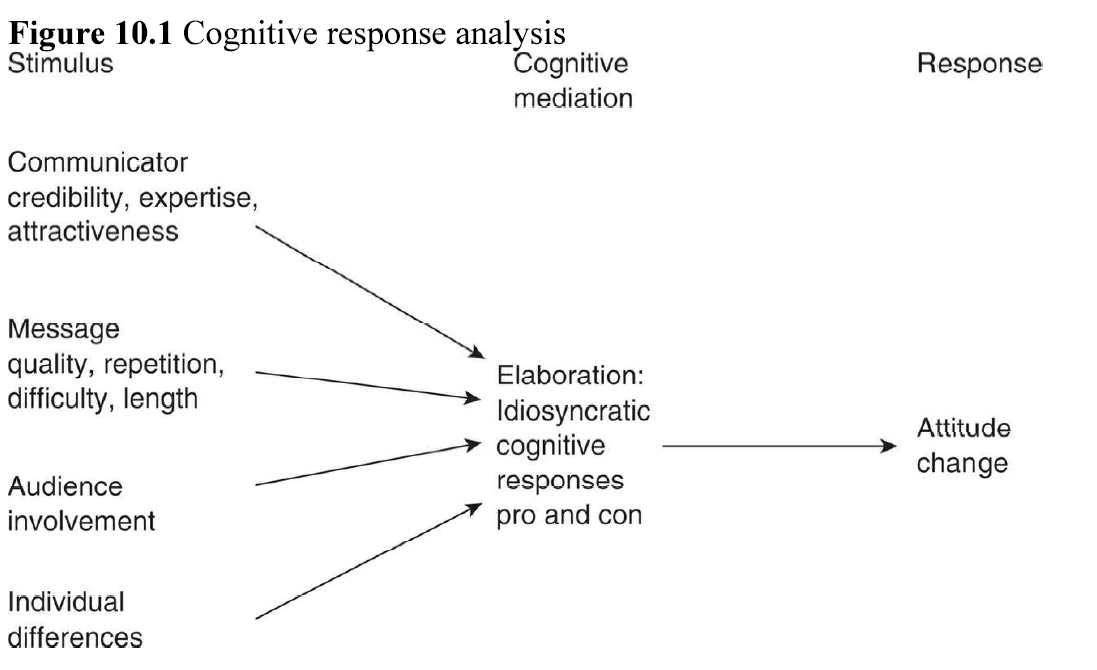 Figure 10.1 Cognitive response analysis
Stimulus
Cognitive
mediation
Response
Communicator
credibility, expertise,
attractiveness
Message
quality, repetition,
difficulty, length
Audience
involvement
Individual
differences
Elaboration:
Idiosyncratic
cognitive
responses
pro and con
Attitude
change